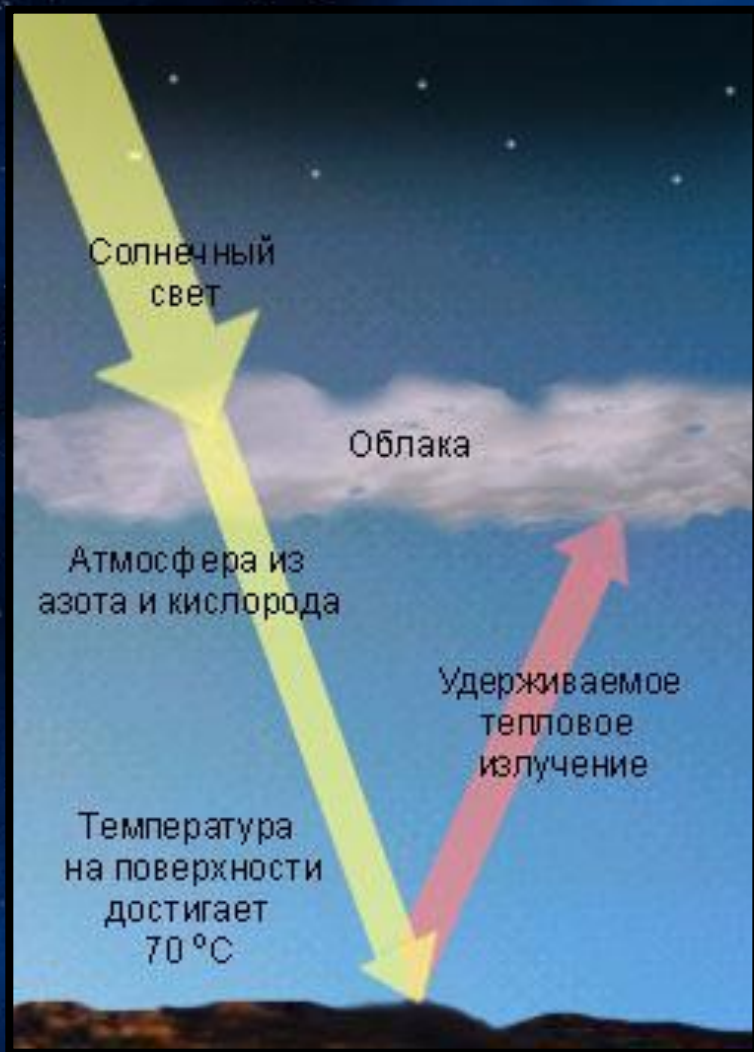 Солнечный
свет
Облака
Атмосфера из
азота и кислорода
Удерживаемое
тепловое
излучение
Температура
на поверхности
достигает
70 °С